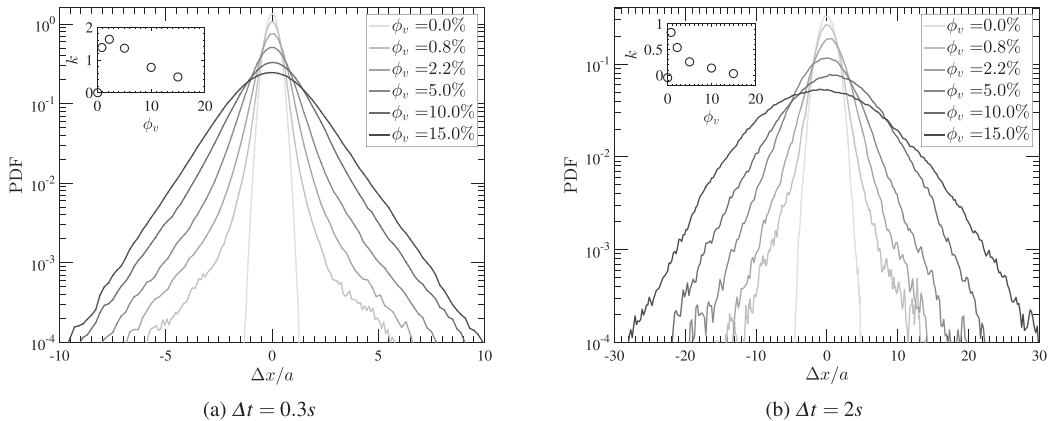 10^0
10^-1
10^-2
10^-3
10^-4
PDF
-10
-5
0
5
10
Δx/a
2
1
0
k
0
10
20
ϕ_v
ϕ_v =0.0%
ϕ_v =0.8%
ϕ_v =2.2%
ϕ_v =5.0%
ϕ_v =10.0%
ϕ_v =15.0%
(a) Δt = 0.3s
10^-1
10^-2
10^-3
10^-4
PDF
-30
-20
-10
0
10
20
30
Δx/a
1
0.5
0
k
0
10
20
ϕ_v
ϕ_v =0.0%
ϕ_v =0.8%
ϕ_v =2.2%
ϕ_v =5.0%
ϕ_v =10.0%
ϕ_v =15.0%
(b) Δt = 2s